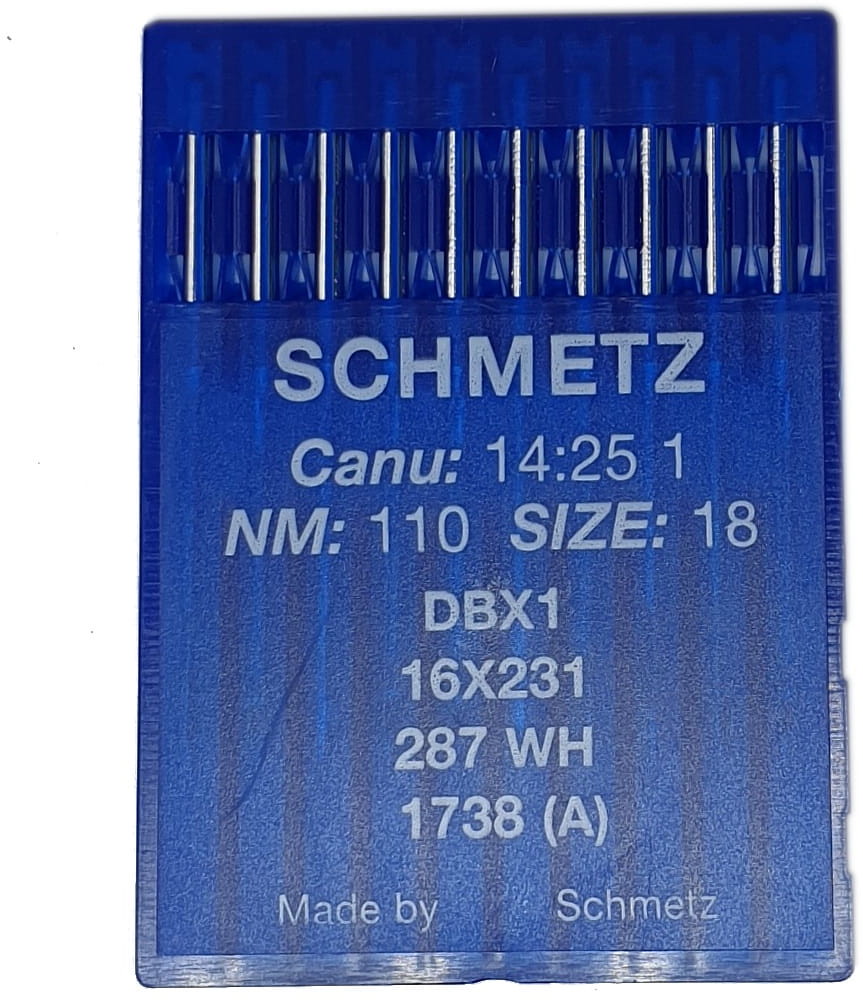 SCHMETZ
Canu: 14:25 1
NM: 110 SIZE: 18
DBX1
16X231
287 WH
1738 (A)
Made by Schmetz